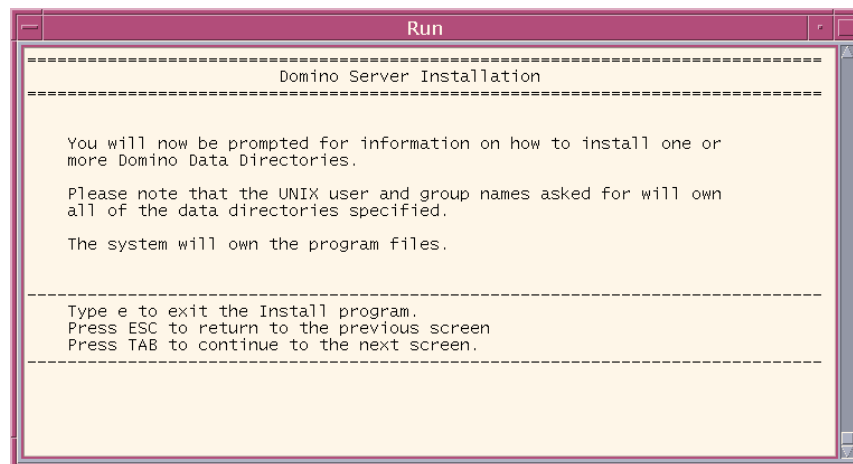 Run
===============================================================================
Domino Server Installation
===============================================================================
You will now be prompted for information on how to install one or
more Domino Data Directories.
Please note that the UNIX user and group names asked for will own
all of the data directories specified.
The system will own the program files.
-------------------------------------------------------------------------------
Type e to exit the Install program.
Press ESC to return to the previous screen
Press TAB to continue to the next screen.
-------------------------------------------------------------------------------